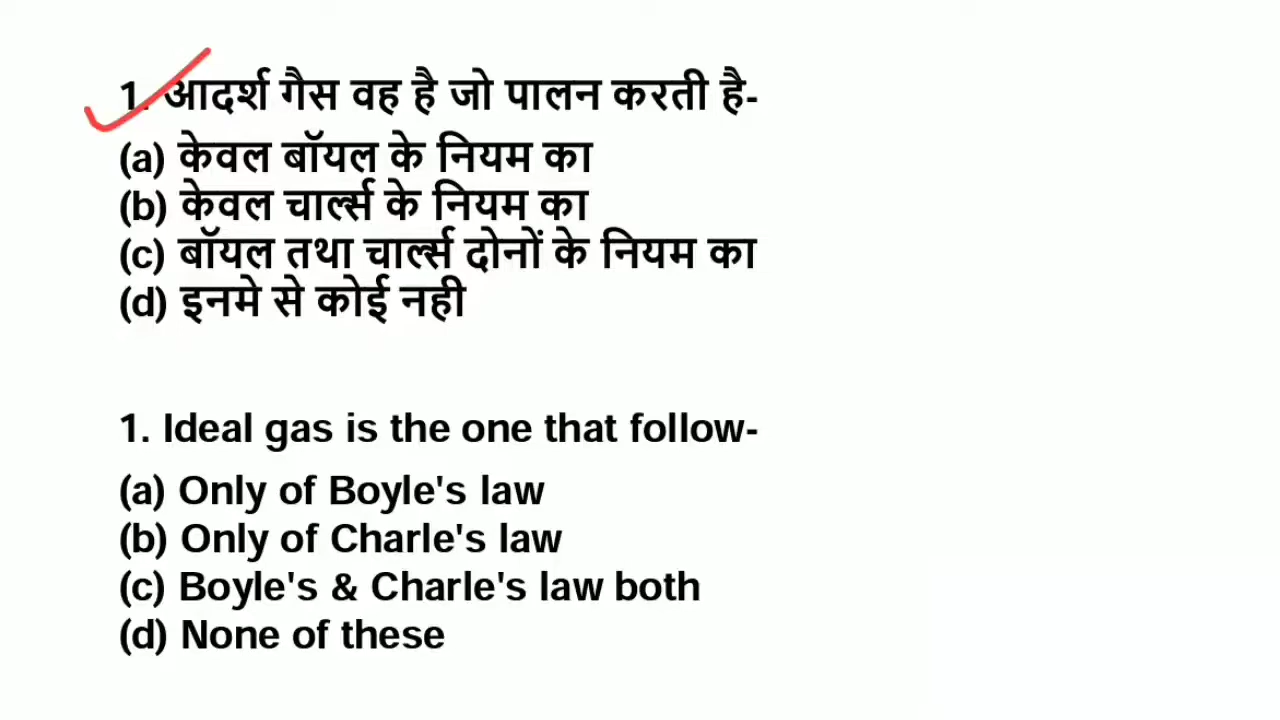 1. आदर्श गैस वह है जो पालन करती है-
(a) केवल बॉयल के नियम का
(b) केवल चार्ल्स के नियम का
(c) बॉयल तथा चार्ल्स दोनों के नियम का
(d) इनमे से कोई नही
1. Ideal gas is the one that follow-
(a) Only of Boyle's law
(b) Only of Charle's law
(c) Boyle's & Charle's law both
(d) None of these